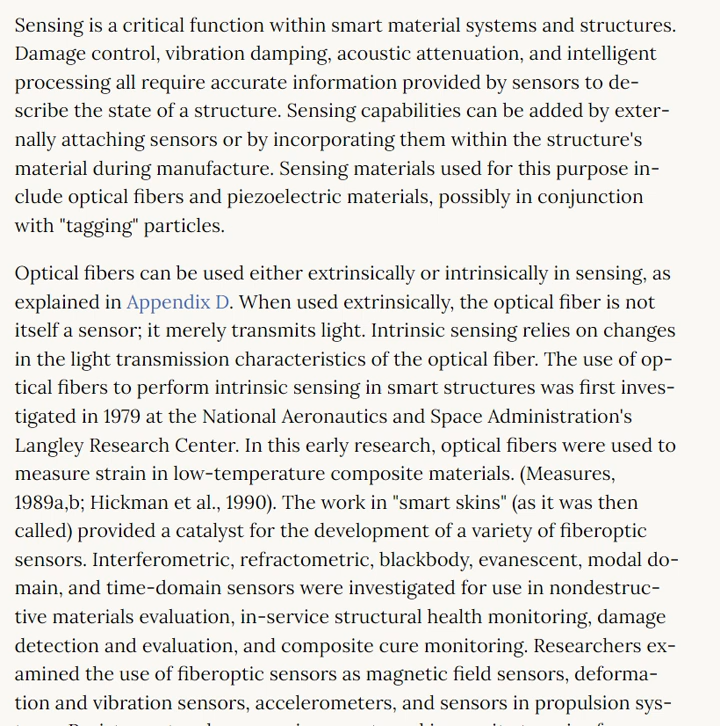 Sensing is a critical function within smart material systems and structures.
Damage control, vibration damping, acoustic attenuation, and intelligent
processing all require accurate information provided by sensors to de-
scribe the state of a structure. Sensing capabilities can be added by exter-
nally attaching sensors or by incorporating them within the structure's
material during manufacture. Sensing materials used for this purpose in-
clude optical fibers and piezoelectric materials, possibly in conjunction
with "tagging" particles.
Optical fibers can be used either extrinsically or intrinsically in sensing, as
explained in Appendix D. When used extrinsically, the optical fiber is not
itself a sensor; it merely transmits light. Intrinsic sensing relies on changes
in the light transmission characteristics of the optical fiber. The use of op-
tical fibers to perform intrinsic sensing in smart structures was first inves-
tigated in 1979 at the National Aeronautics and Space Administration's
Langley Research Center. In this early research, optical fibers were used to
measure strain in low-temperature composite materials. (Measures,
1989a,b; Hickman et al., 1990). The work in "smart skins" (as it was then
called) provided a catalyst for the development of a variety of fiberoptic
sensors. Interferometric, refractometric, blackbody, evanescent, modal do-
main, and time-domain sensors were investigated for use in nondestruc-
tive materials evaluation, in-service structural health monitoring, damage
detection and evaluation, and composite cure monitoring. Researchers ex-
amined the use of fiberoptic sensors as magnetic field sensors, deforma-
tion and vibration sensors, accelerometers, and sensors in propulsion sys-